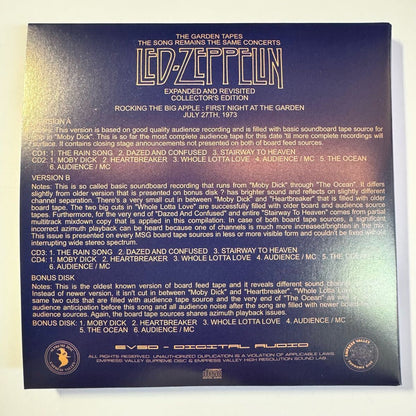 THE GARDEN TAPES
THE SONG REMAINS THE SAME CONCERTS
LED-ZEPPELIN
EXPANDED AND REVISITED
COLLECTOR'S EDITION
ROCKING THE BIG APPLE : FIRST NIGHT AT THE GARDEN
JULY 27TH, 1973
VERSION A
Notes: This version is based on good quality audience recording and is filled with basic soundboard tape source for
in "Moby Dick". This is so far the most complete audience tape for this date 'til more complete recordings will
surface. It contains closing stage announcements not presented on both of board feed sources.
CD1: 1. THE RAIN SONG 2. DAZED AND CONFUSED 3. STAIRWAY TO HEAVEN
CD2: 1. MOBY DICK 2. HEARTBREAKER 3. WHOLE LOTTA LOVE 4. AUDIENCE / MC 5. THE OCEAN
6. AUDIENCE / MC
VERSION B
Notes: This is so called basic soundboard recording that runs from "Moby Dick" through "The Ocean". It differs
slightly from older version that is presented on bonus disk ? has brighter sound and reflects on slightly different
channel separation. There's a very small cut in between "Moby Dick" and "Heartbreaker" that is filled with older
board tape. The two big cuts in "Whole Lotta Love" are successfully filled with older board and audience source
tapes. Furthermore, for the very end of "Dazed And Confused" and entire "Stairway To Heaven" comes from partial
multitrack mixdown copy that is applied in this compilation. In case of both board tape sources, a significant
incorrect azimuth playback can be heard because one of channels is much more increased/brighten in the mix.
This issue is presented on every MSG board tape sources in less or more visible form and couldn't be fixed without
interrupting wide stereo spectrum.
CD3: 1. THE RAIN SONG 2. DAZED AND CONFUSED 3. STAIRWAY TO HEAVEN
CD4: 1. MOBY DICK 2. HEARTBREAKER 3. WHOLE LOTTA LOVE 4. AUDIENCE / MC 5. THE OCEAN
6. AUDIENCE / MC
BONUS DISK
Notes: This is the oldest known version of board feed tape and it reveals different sound
Instead of newer version, it isn't cut in between "Moby Dick" and "Heartbreaker". "Whole Lotta
same two cuts that are filled with audience tape source and the very end of "The Ocean" as
audience anticipation before the song and all audience noise after the song are filled with newer board
audience sources. Again, the board tape sources shares azimuth playback issues.
BONUS DISK: 1. MOBY DICK 2. HEARTBREAKER 3. WHOLE LOTTA LOVE 4. AUDIENCE / MC
5. THE OCEAN 6. AUDIENCE / MC
EVSD - DIGITAL AUDIO
ALL RIGHTS RESERVED. UNAUTHORIZED DUPLICATION IS A VIOLATION OF APPLICABLE LAWS.
EMPRESS VALLEY SUPREME DISC & EMPRESS VALLEY HIGH RESOLUTION SOUND LAB
EMPRESS VALLEY
EMPRESS VALLEY